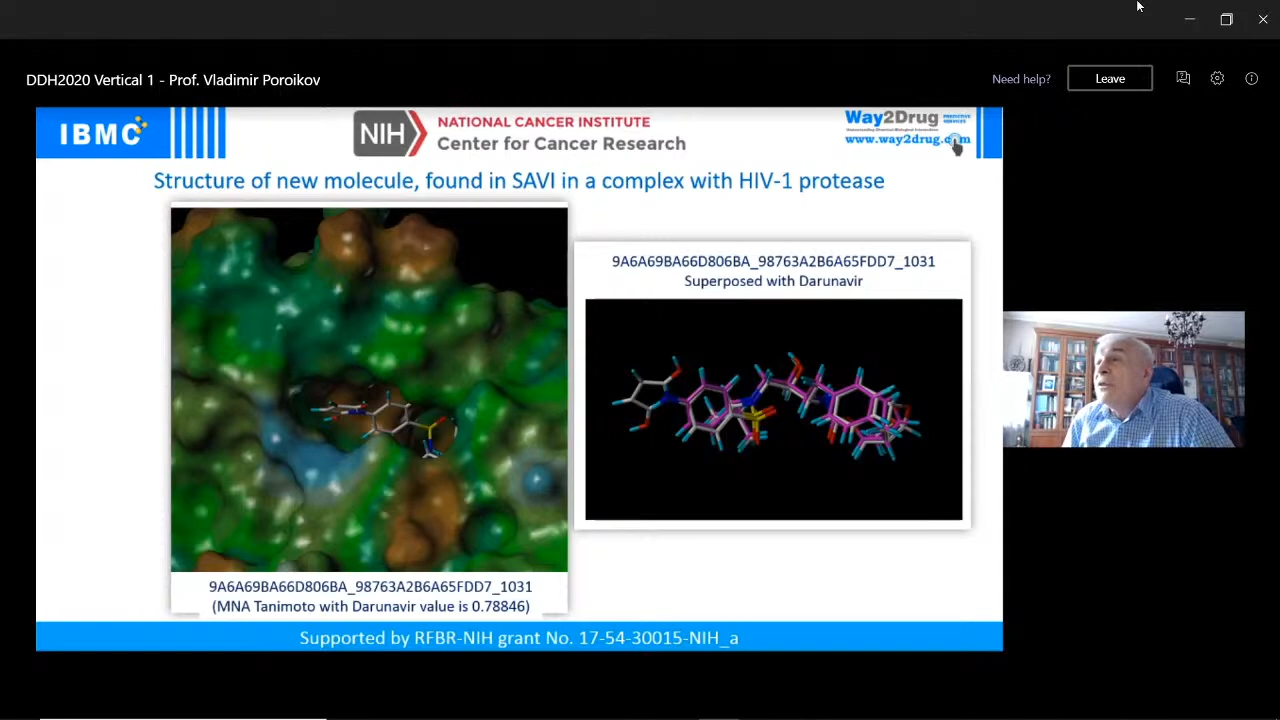 DDH2020 Vertical 1 - Prof. Vladimir Poroikov
Need help?
Leave
IBMC
NIH
NATIONAL CANCER INSTITUTE
Center for Cancer Research
Way2Drug
www.way2drug.com
Structure of new molecule, found in SAVI in a complex with HIV-1 protease
9A6A69BA66D806BA_98763A2B6A65FDD7_1031
Superposed with Darunavir
9A6A69BA66D806BA_98763A2B6A65FDD7_1031
(MNA Tanimoto with Darunavir value is 0.78846)
Supported by RFBR-NIH grant No. 17-54-30015-NIH_a